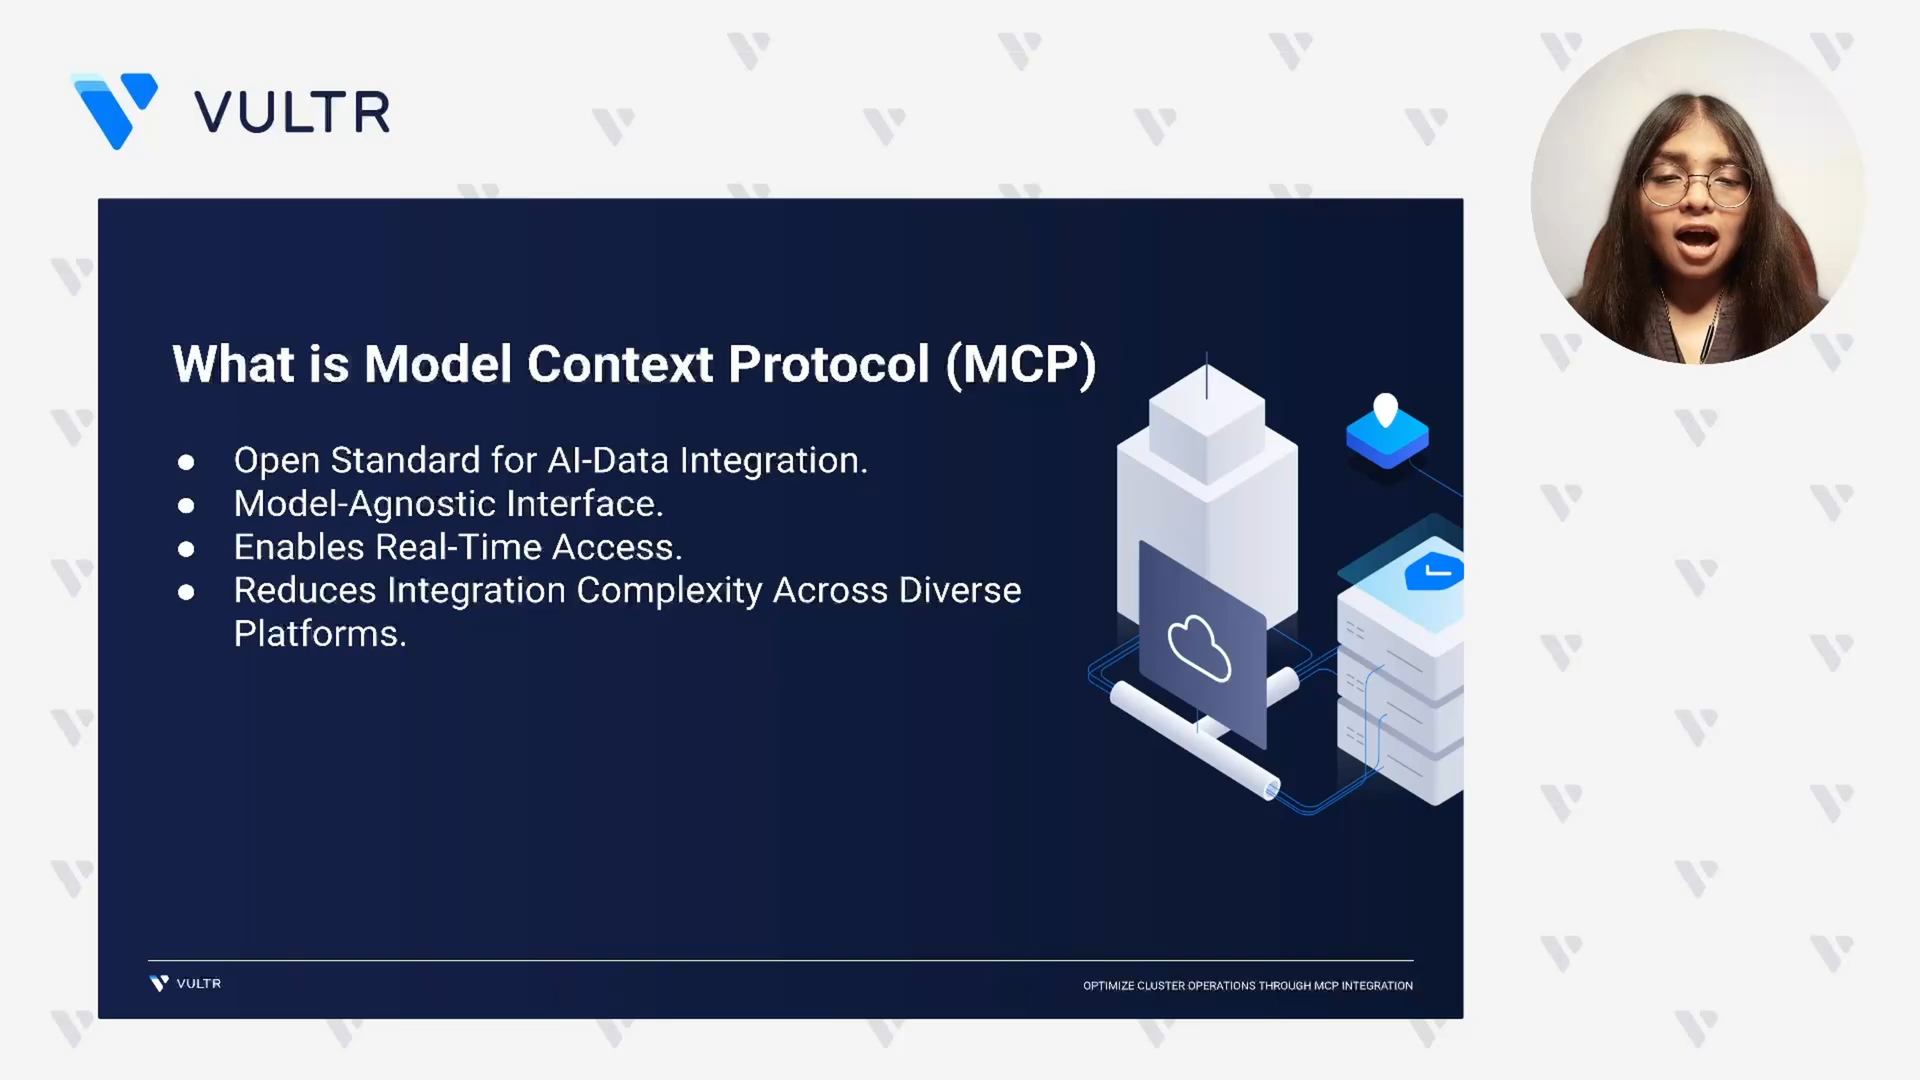 VULTR
What is Model Context Protocol (MCP)
● Open Standard for AI-Data Integration.
● Model-Agnostic Interface.
● Enables Real-Time Access.
● Reduces Integration Complexity Across Diverse
Platforms.
VULTR
OPTIMIZE CLUSTER OPERATIONS THROUGH MCP INTEGRATION